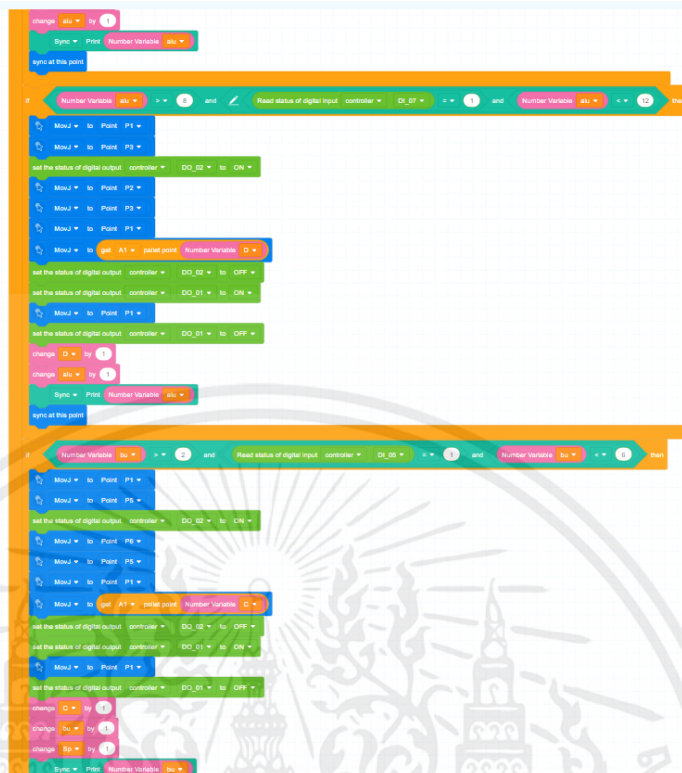 change alu by 1
Sync Print Number Variable alu
sync at this point
if Number Variable alu > 8 and Read status of digital input controller DI_07 = 1 and Number Variable alu < 12 then
MovJ to Point P1
MovJ to Point P3
set the status of digital output controller DO_02 to ON
MovJ to Point P2
MovJ to Point P3
MovJ to Point P1
MovJ to get A1 pallet point Number Variable D
set the status of digital output controller DO_02 to OFF
set the status of digital output controller DO_01 to ON
MovJ to Point P1
set the status of digital output controller DO_01 to OFF
change D by 1
change alu by 1
Sync Print Number Variable alu
sync at this point
if Number Variable bu > 2 and Read status of digital input controller = 1 and Number Variable bu < 6 then
MovJ to Point P1
MovJ to Point P5
set the status of digital output controller DO_02 to ON
MovJ to Point P6
MovJ to Point P5
MovJ to Point P1
MovJ to get A1 pallet point Number Variable C
set the status of digital output controller DO_02 to OFF
set the status of digital output controller DO_01 to ON
MovJ to Point P1
set the status of digital output controller DO_01 to OFF
change C by 1
change bu by 1
change Sp by 1
Sync Print Number Variable bu